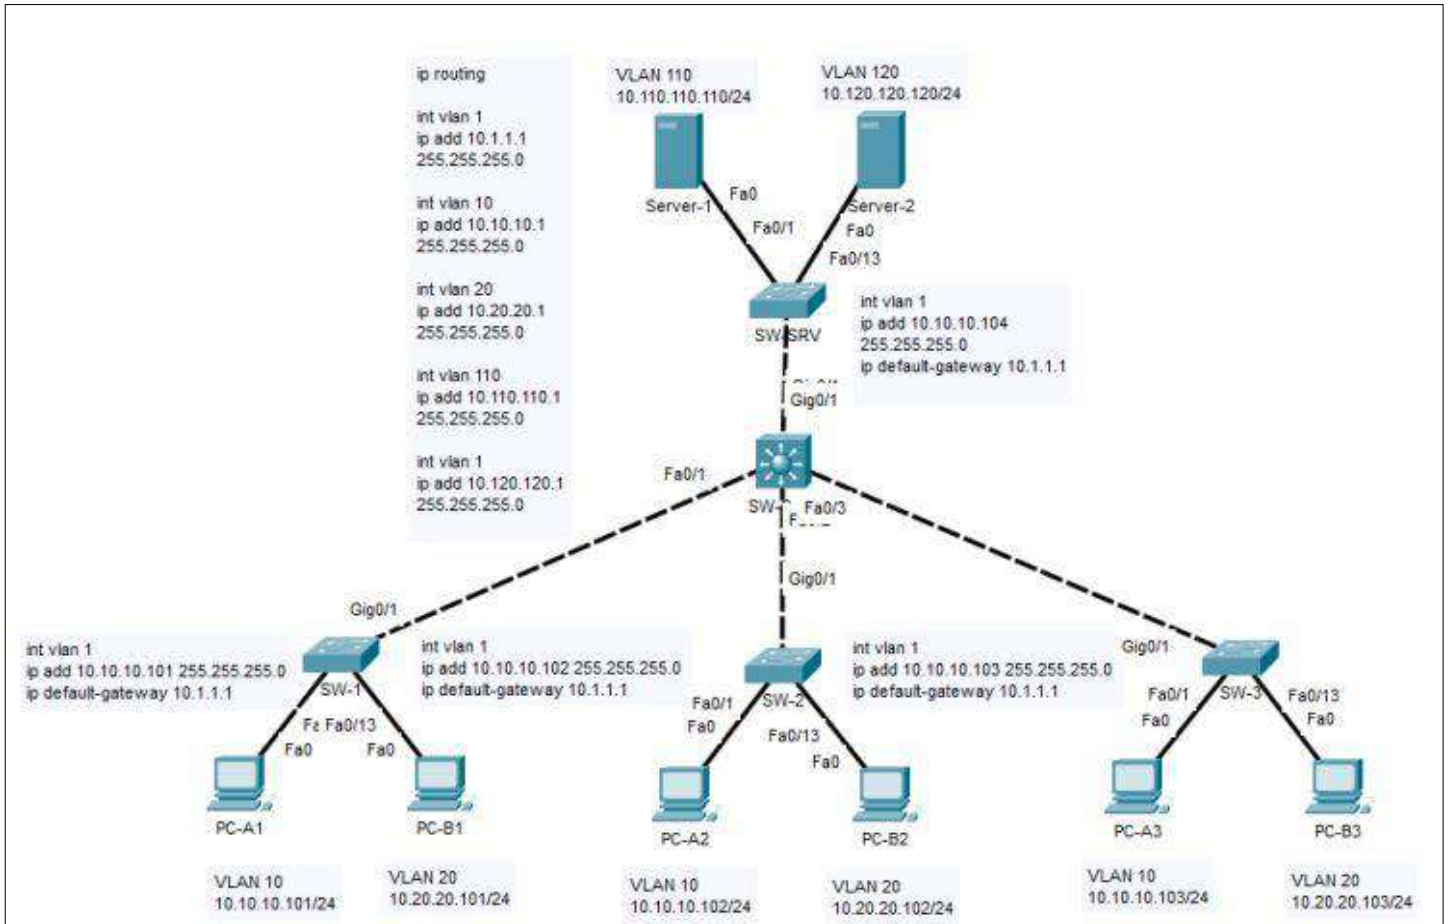 ip routing
int vlan 1
ip add 10.1.1.1
255.255.255.0
int vlan 10
ip add 10.10.10.1
255.255.255.0
int vlan 20
ip add 10.20.20.1
255.255.255.0
int vlan 110
ip add 10.110.110.1
255.255.255.0
int vlan 1
ip add 10.120.120.1
255.255.255.0
VLAN 110
10.110.110.110/24
VLAN 120
10.120.120.120/24
Server-1
Fa0
Fa0/1
Server-2
Fa0
Fa0/13
SW-SRV
int vlan 1
ip add 10.10.10.104
255.255.255.0
ip default-gateway 10.1.1.1
Gig0/1
Fa0/1
Fa0/3
Gig0/1
Gig0/1
Gig0/1
int vlan 1
ip add 10.10.10.101 255.255.255.0
ip default-gateway 10.1.1.1
SW-1
int vlan 1
ip add 10.10.10.102 255.255.255.0
ip default-gateway 10.1.1.1
SW-2
int vlan 1
ip add 10.10.10.103 255.255.255.0
ip default-gateway 10.1.1.1
SW-3
Fa0/13
Fa0
Fa0
Fa0/1
Fa0
Fa0/13
Fa0
Fa0/1
Fa0
Fa0/13
Fa0
PC-A1
PC-B1
PC-A2
PC-B2
PC-A3
PC-B3
VLAN 10
10.10.10.101/24
VLAN 20
10.20.20.101/24
VLAN 10
10.10.10.102/24
VLAN 20
10.20.20.102/24
VLAN 10
10.10.10.103/24
VLAN 20
10.20.20.103/24